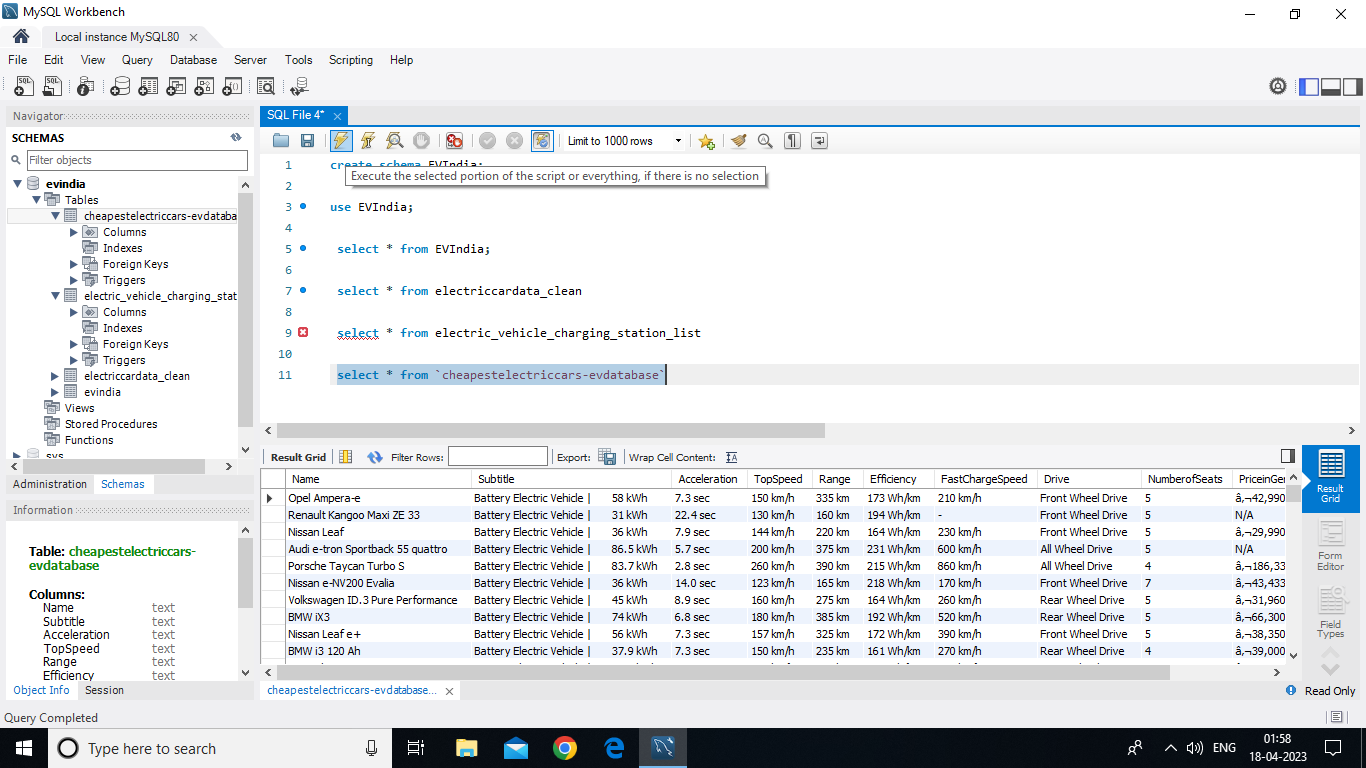 MySQL Workbench
Local instance MySQL80
File Edit View Query Database Server Tools Scripting Help
Navigator
SCHEMAS
Filter objects
evindia
Tables
cheapestelectriccars-evdataba
Columns
Indexes
Foreign Keys
Triggers
electric_vehicle_charging_stat
Columns
Indexes
Foreign Keys
Triggers
electriccardata_clean
evindia
Views
Stored Procedures
Functions
sys
Administration Schemas
Information
Table: cheapestelectriccars-
evdatabase
Columns:
Name text
Subtitle text
Acceleration text
TopSpeed text
Range text
Efficiency text
Object Info Session
SQL File 4*
Limit to 1000 rows
1 create schema EVIndia;
Execute the selected portion of the script or everything, if there is no selection
2
3 use EVIndia;
4
5 select * from EVIndia;
6
7 select * from electriccardata_clean
8
9 select * from electric_vehicle_charging_station_list
10
11 select * from `cheapestelectriccars-evdatabase`
Result Grid Filter Rows: Export: Wrap Cell Content:
Name Subtitle Acceleration TopSpeed Range Efficiency FastChargeSpeed Drive NumberofSeats PriceinGer
Opel Ampera-e Battery Electric Vehicle | 58 kWh 7.3 sec 150 km/h 335 km 173 Wh/km 210 km/h Front Wheel Drive 5 â‚¬42,990
Renault Kangoo Maxi ZE 33 Battery Electric Vehicle | 31 kWh 22.4 sec 130 km/h 160 km 194 Wh/km - Front Wheel Drive 5 N/A
Nissan Leaf Battery Electric Vehicle | 36 kWh 7.9 sec 144 km/h 220 km 164 Wh/km 230 km/h Front Wheel Drive 5 â‚¬29,990
Audi e-tron Sportback 55 quattro Battery Electric Vehicle | 86.5 kWh 5.7 sec 200 km/h 375 km 231 Wh/km 600 km/h All Wheel Drive 5 N/A
Porsche Taycan Turbo S Battery Electric Vehicle | 83.7 kWh 2.8 sec 260 km/h 390 km 215 Wh/km 860 km/h All Wheel Drive 4 â‚¬186,33
Nissan e-NV200 Evalia Battery Electric Vehicle | 36 kWh 14.0 sec 123 km/h 165 km 218 Wh/km 170 km/h Front Wheel Drive 7 â‚¬43,433
Volkswagen ID.3 Pure Performance Battery Electric Vehicle | 45 kWh 8.9 sec 160 km/h 275 km 164 Wh/km 260 km/h Rear Wheel Drive 5 â‚¬31,960
BMW iX3 Battery Electric Vehicle | 74 kWh 6.8 sec 180 km/h 385 km 192 Wh/km 520 km/h Rear Wheel Drive 5 â‚¬66,300
Nissan Leaf e+ Battery Electric Vehicle | 56 kWh 7.3 sec 157 km/h 325 km 172 Wh/km 390 km/h Front Wheel Drive 5 â‚¬38,350
BMW i3 120 Ah Battery Electric Vehicle | 37.9 kWh 7.3 sec 150 km/h 235 km 161 Wh/km 270 km/h Rear Wheel Drive 4 â‚¬39,000
Result
Grid
Form
Editor
Field
Types
cheapestelectriccars-evdatabase...
Read Only
Query Completed
Type here to search
ENG
01:58
18-04-2023